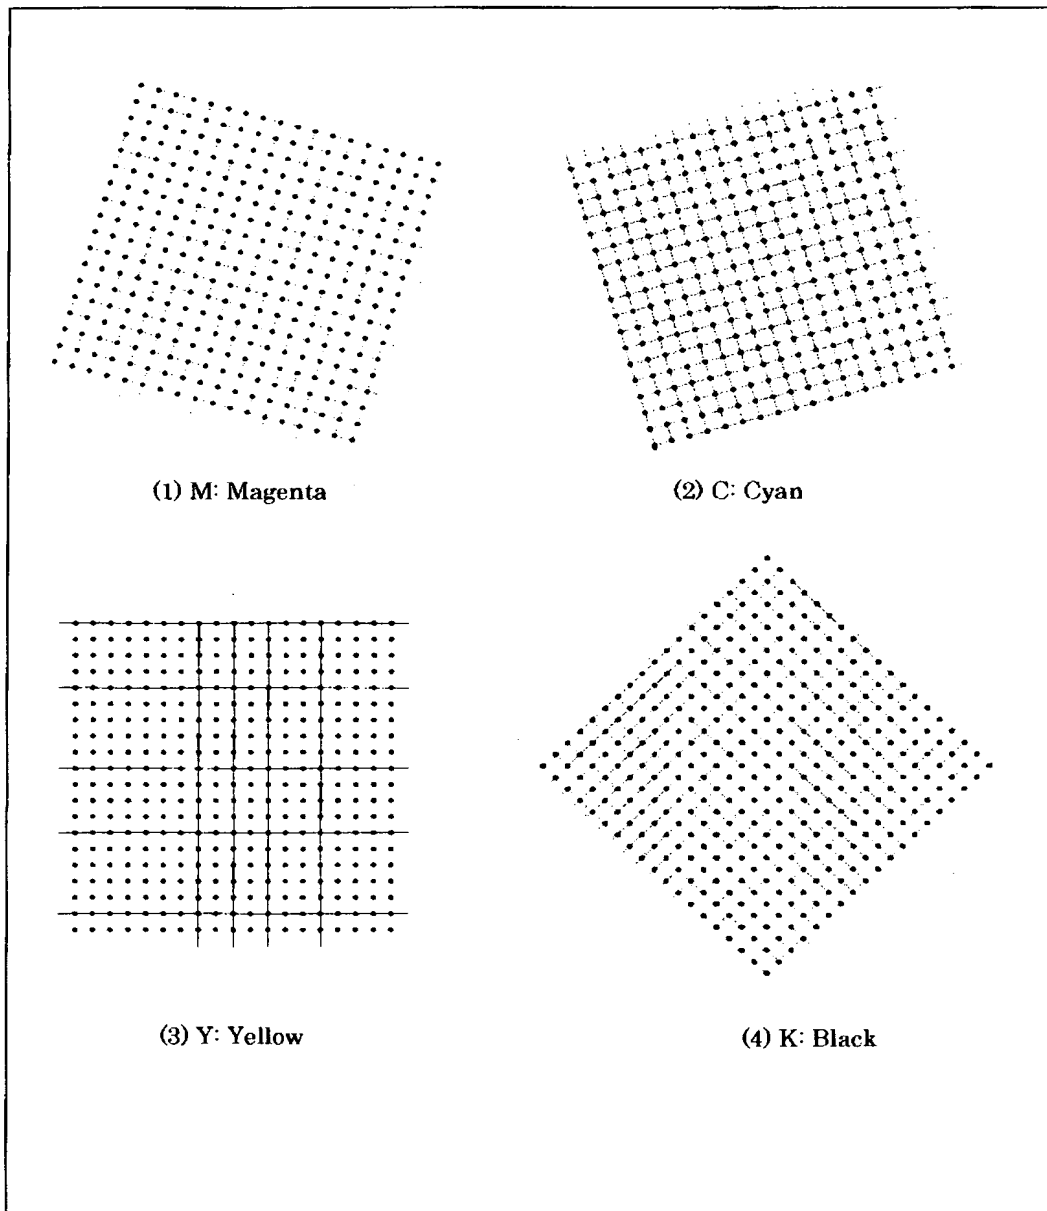 (1) M: Magenta
(2) C: Cyan
(3) Y: Yellow
(4) K: Black